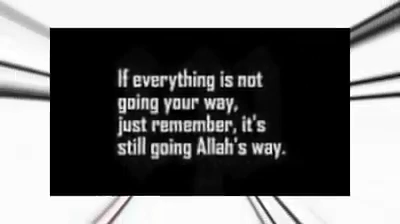 If everything is not
going your way,
just remember, it's
still going Allah's way.